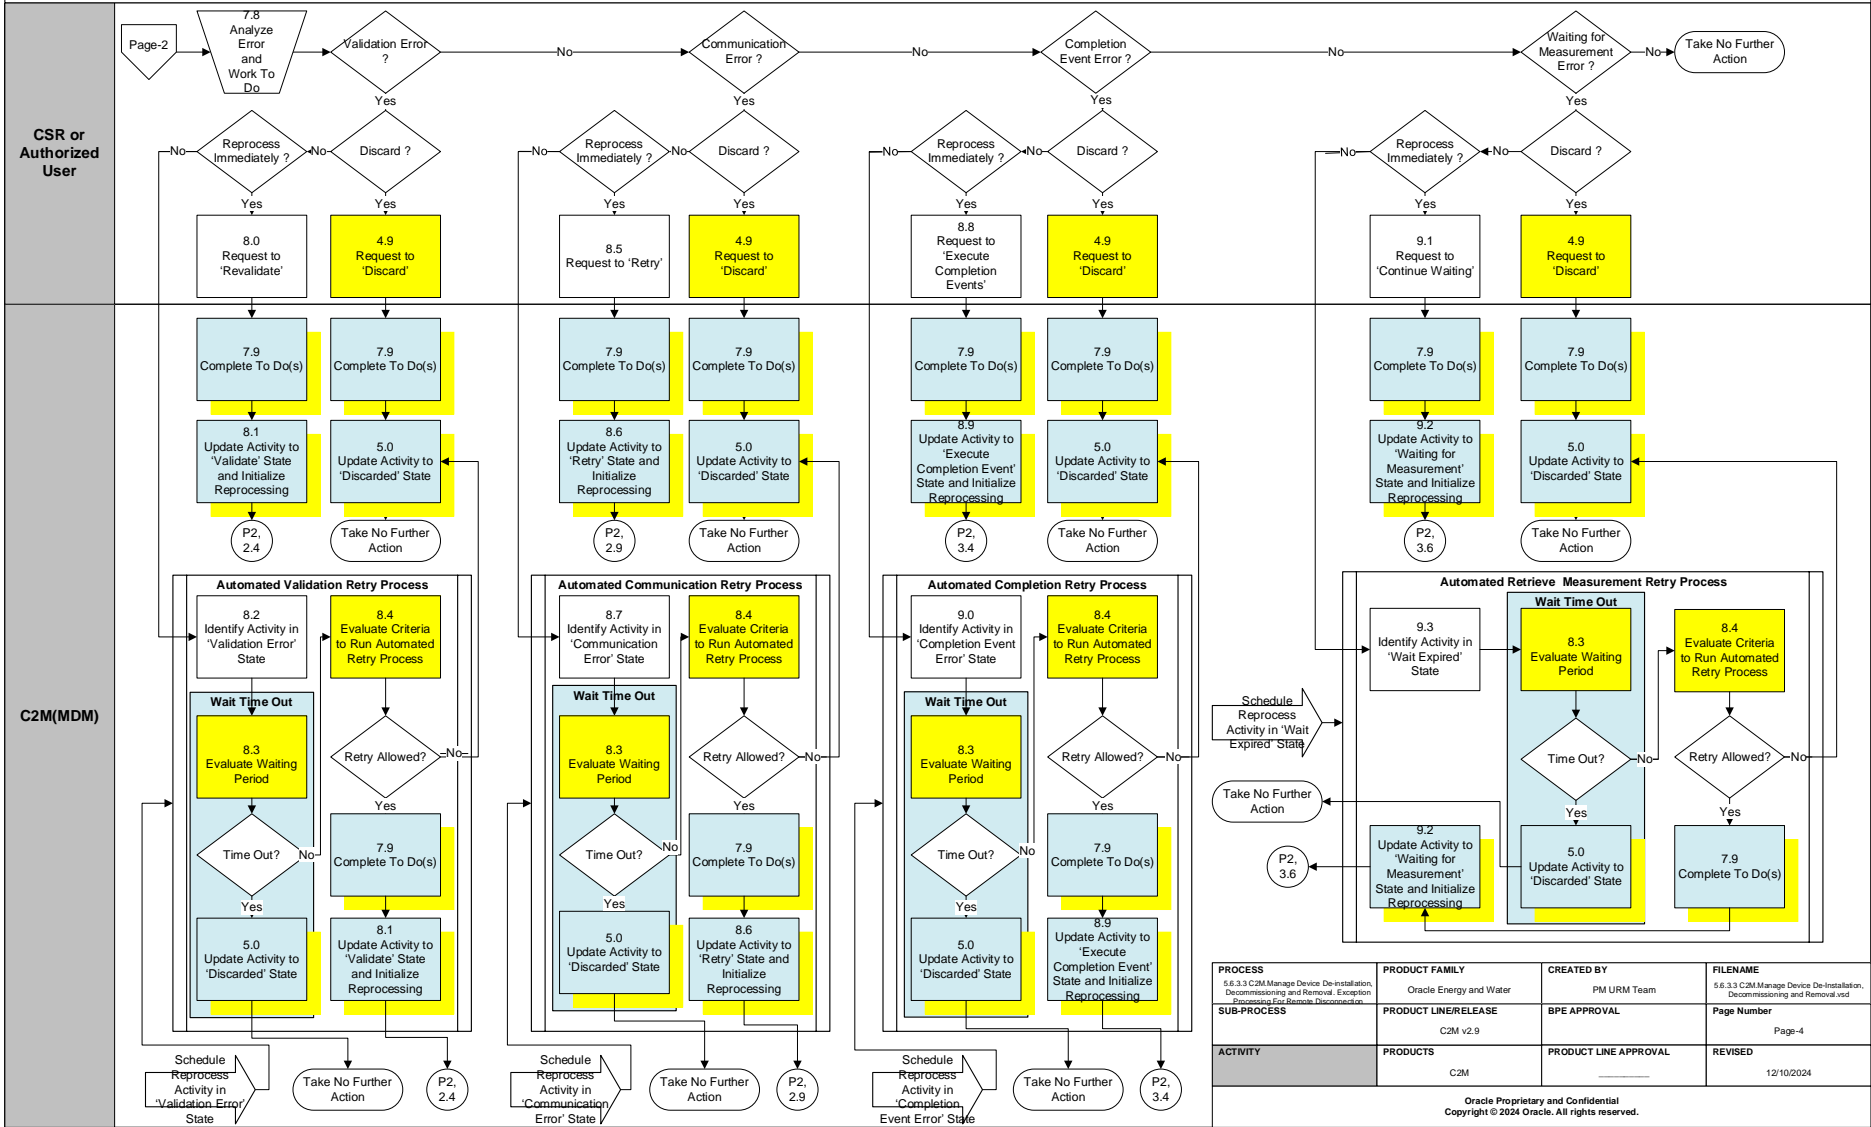 CSR or
Authorized
User
Page-2
7.8
Analyze
Error
and
Work To
Do
Validation Error
?
No
Communication
Error ?
No
Completion
Event Error ?
No
Waiting for
Measurement
Error ?
No
Take No Further
Action
Yes
Yes
Yes
Yes
No
Reprocess
Immediately ?
No
Discard ?
No
Reprocess
Immediately ?
No
Discard ?
No
Reprocess
Immediately ?
No
Discard ?
No
Reprocess
Immediately ?
No
Discard ?
Yes
Yes
Yes
Yes
Yes
Yes
Yes
Yes
8.0
Request to
‘Revalidate’
4.9
Request to
‘Discard’
8.5
Request to ‘Retry’
4.9
Request to
‘Discard’
8.8
Request to
‘Execute
Completion
Events’
4.9
Request to
‘Discard’
9.1
Request to
‘Continue Waiting’
4.9
Request to
‘Discard’
C2M(MDM)
7.9
Complete To Do(s)
7.9
Complete To Do(s)
7.9
Complete To Do(s)
7.9
Complete To Do(s)
7.9
Complete To Do(s)
7.9
Complete To Do(s)
7.9
Complete To Do(s)
7.9
Complete To Do(s)
8.1
Update Activity to
‘Validate’ State
and Initialize
Reprocessing
5.0
Update Activity to
‘Discarded’ State
8.6
Update Activity to
‘Retry’ State and
Initialize
Reprocessing
5.0
Update Activity to
‘Discarded’ State
8.9
Update Activity to
‘Execute
Completion Event’
State and Initialize
Reprocessing
5.0
Update Activity to
‘Discarded’ State
9.2
Update Activity to
‘Waiting for
Measurement’
State and Initialize
Reprocessing
5.0
Update Activity to
‘Discarded’ State
P2,
2.4
Take No Further
Action
P2,
2.9
Take No Further
Action
P2,
3.4
Take No Further
Action
P2,
3.6
Take No Further
Action
Automated Validation Retry Process
8.2
Identify Activity in
‘Validation Error’
State
8.4
Evaluate Criteria
to Run Automated
Retry Process
Wait Time Out
8.3
Evaluate Waiting
Period
Retry Allowed?
No
Yes
Time Out?
No
7.9
Complete To Do(s)
Yes
5.0
Update Activity to
‘Discarded’ State
8.1
Update Activity to
‘Validate’ State
and Initialize
Reprocessing
Schedule
Reprocess
Activity in
‘Validation Error’
State
Take No Further
Action
P2,
2.4
Automated Communication Retry Process
8.7
Identify Activity in
‘Communication
Error’ State
8.4
Evaluate Criteria
to Run Automated
Retry Process
Wait Time Out
8.3
Evaluate Waiting
Period
Retry Allowed?
No
Yes
Time Out?
No
7.9
Complete To Do(s)
Yes
5.0
Update Activity to
‘Discarded’ State
8.6
Update Activity to
‘Retry’ State and
Initialize
Reprocessing
Schedule
Reprocess
Activity in
‘Communication
Error’ State
Take No Further
Action
P2,
2.9
Automated Completion Retry Process
9.0
Identify Activity in
‘Completion Event
Error’ State
8.4
Evaluate Criteria
to Run Automated
Retry Process
Wait Time Out
8.3
Evaluate Waiting
Period
Retry Allowed?
No
Yes
Time Out?
No
7.9
Complete To Do(s)
Yes
5.0
Update Activity to
‘Discarded’ State
8.9
Update Activity to
‘Execute
Completion Event’
State and Initialize
Reprocessing
Schedule
Reprocess
Activity in
‘Completion
Event Error’ State
Take No Further
Action
P2,
3.4
Automated Retrieve Measurement Retry Process
Wait Time Out
9.3
Identify Activity in
‘Wait Expired’
State
8.3
Evaluate Waiting
Period
8.4
Evaluate Criteria
to Run Automated
Retry Process
Schedule
Reprocess
Activity in ‘Wait
Expired’ State
Time Out?
No
Retry Allowed?
No
Take No Further
Action
Yes
Yes
P2,
3.6
9.2
Update Activity to
‘Waiting for
Measurement’
State and Initialize
Reprocessing
5.0
Update Activity to
‘Discarded’ State
7.9
Complete To Do(s)
PROCESS
5.6.3.3 C2M.Manage Device De-installation,
Decommissioning and Removal. Exception
Processing For Remote Disconnection
PRODUCT FAMILY
Oracle Energy and Water
CREATED BY
PM URM Team
FILENAME
5.6.3.3 C2M.Manage Device De-Installation,
Decommissioning and Removal.vsd
SUB-PROCESS
PRODUCT LINE/RELEASE
C2M v2.9
BPE APPROVAL
Page Number
Page-4
ACTIVITY
PRODUCTS
C2M
PRODUCT LINE APPROVAL
REVISED
12/10/2024
Oracle Proprietary and Confidential
Copyright © 2024 Oracle. All rights reserved.